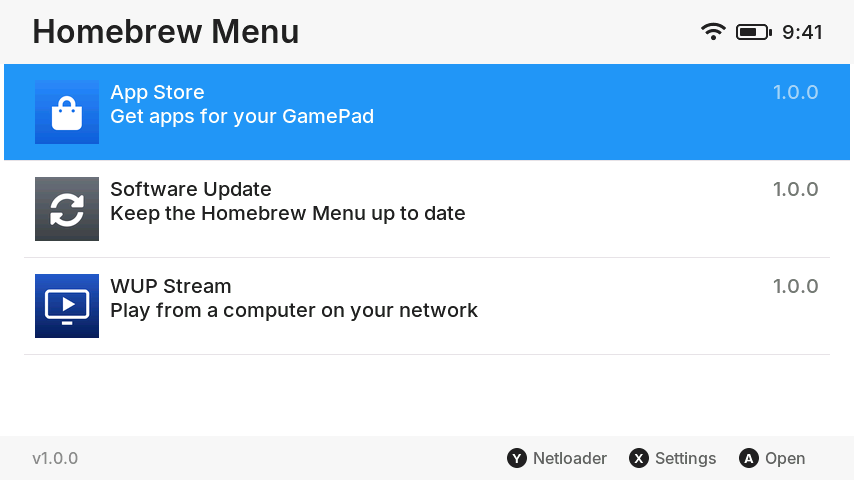 Homebrew Menu
9:41
App Store
1.0.0
Get apps for your GamePad
Software Update
1.0.0
Keep the Homebrew Menu up to date
WUP Stream
1.0.0
Play from a computer on your network
v1.0.0
Y Netloader
X Settings
A Open